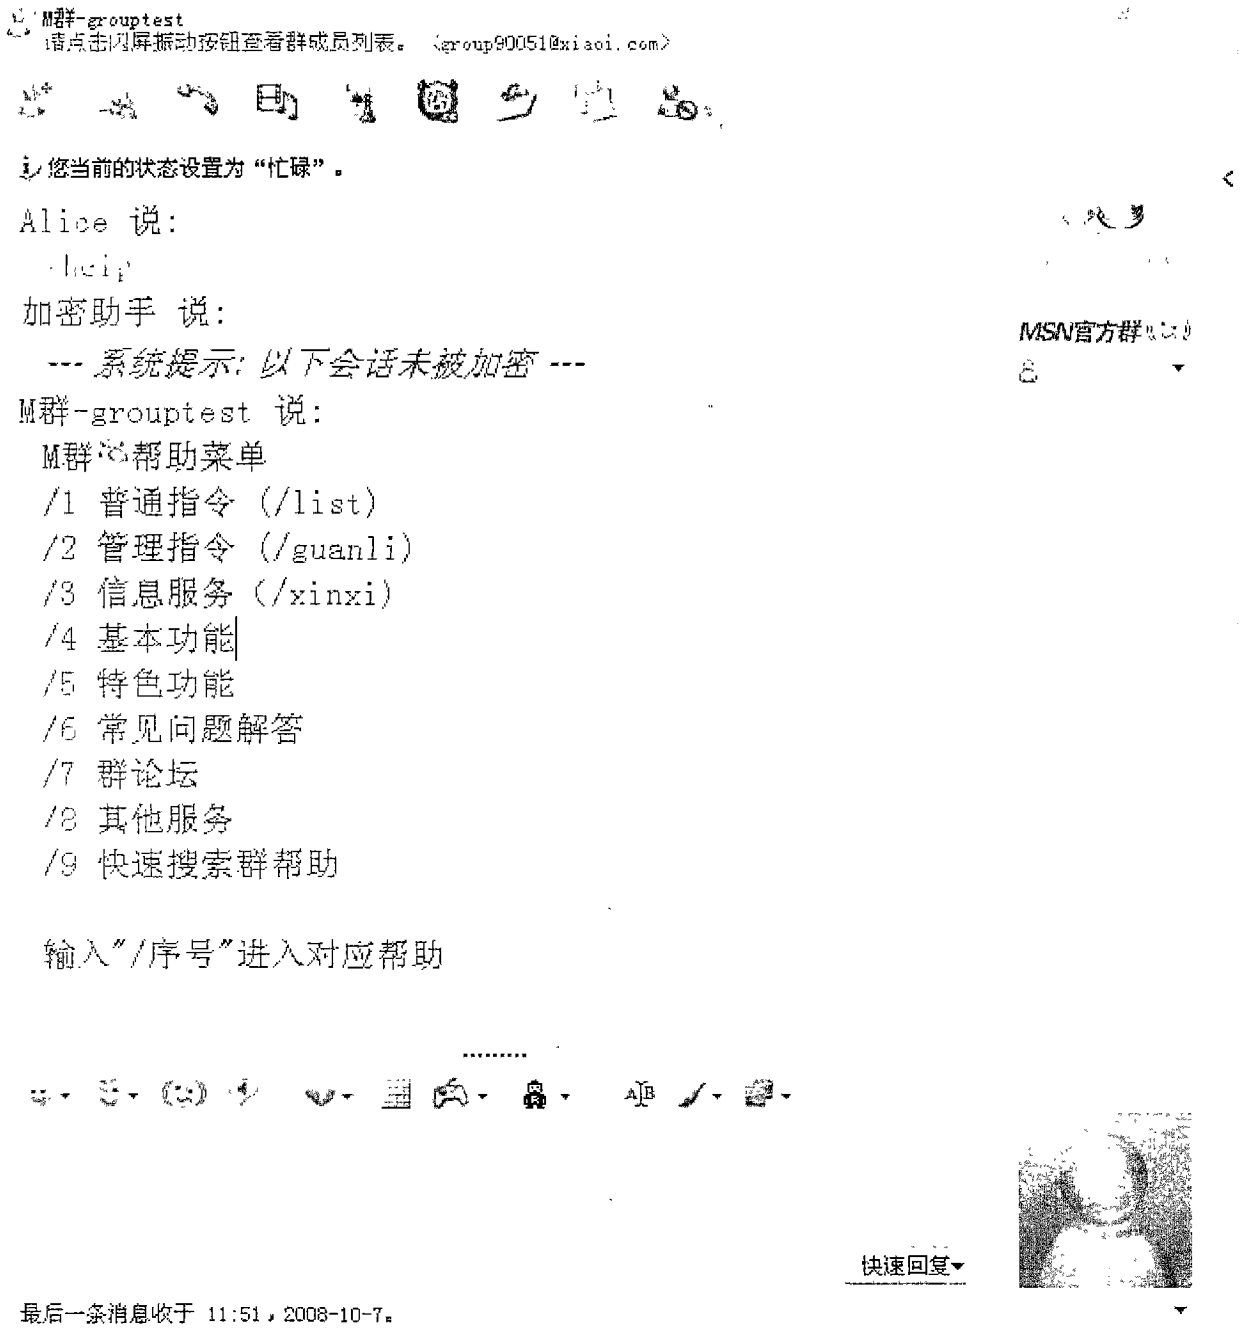 M群-grouptest
请点击闪屏振动按钮查看群成员列表。 <group90051@xiaoi.com>
您当前的状态设置为“忙碌”。
Alice 说:
加密助手 说:
--- 系统提示: 以下会话未被加密 ---
MSN官方群
M群-grouptest 说:
M群 帮助菜单
/1 普通指令 (/list)
/2 管理指令 (/guanli)
/3 信息服务 (/xinxi)
/4 基本功能
/5 特色功能
/6 常见问题解答
/7 群论坛
/8 其他服务
/9 快速搜索群帮助
输入"/序号"进入对应帮助
快速回复
最后一条消息收于 11:51,2008-10-7。